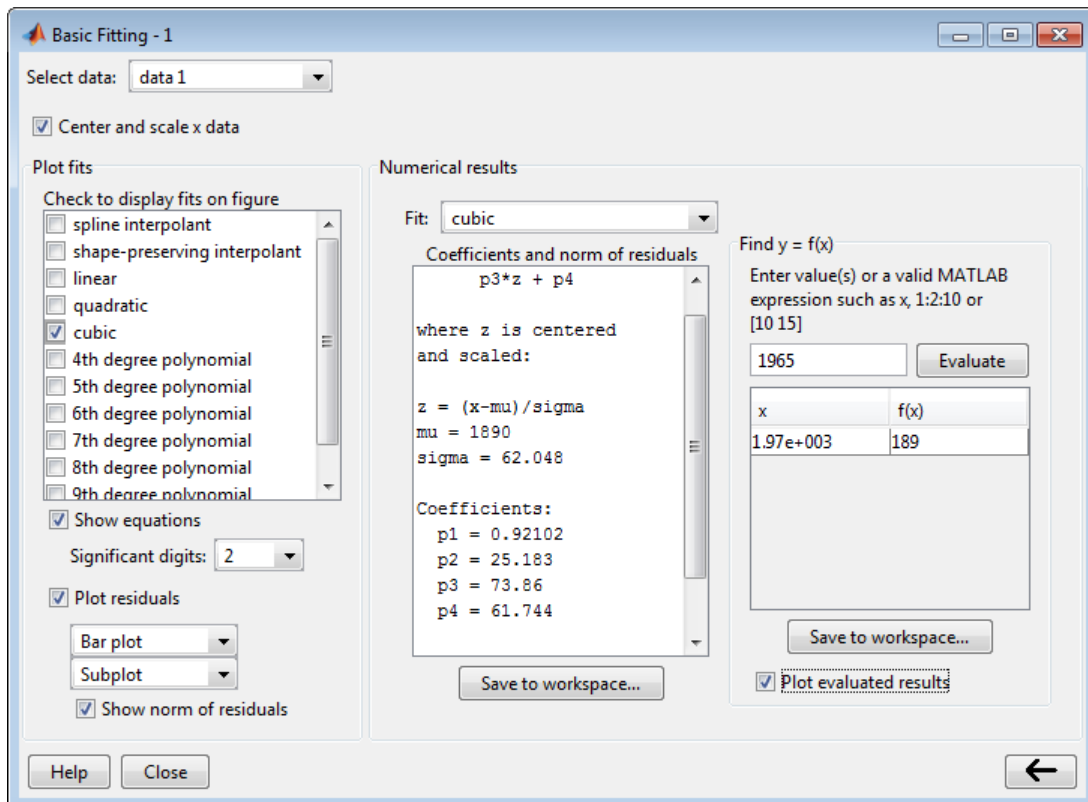 Basic Fitting - 1
Select data: data 1
Center and scale x data
Plot fits
Check to display fits on figure
spline interpolant
shape-preserving interpolant
linear
quadratic
cubic
4th degree polynomial
5th degree polynomial
6th degree polynomial
7th degree polynomial
8th degree polynomial
9th degree polynomial
Show equations
Significant digits: 2
Plot residuals
Bar plot
Subplot
Show norm of residuals
Numerical results
Fit: cubic
Coefficients and norm of residuals
p3*z + p4
where z is centered
and scaled:
z = (x-mu)/sigma
mu = 1890
sigma = 62.048
Coefficients:
p1 = 0.92102
p2 = 25.183
p3 = 73.86
p4 = 61.744
Save to workspace...
Find y = f(x)
Enter value(s) or a valid MATLAB
expression such as x, 1:2:10 or
[10 15]
1965 Evaluate
x f(x)
1.97e+003 189
Save to workspace...
Plot evaluated results
Help Close